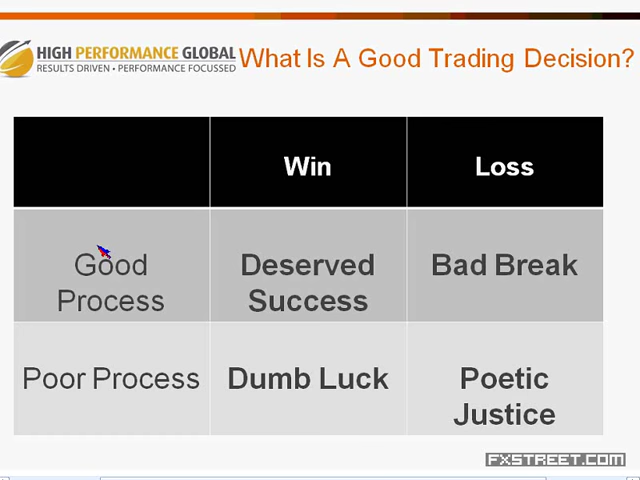 HIGH PERFORMANCE GLOBAL
RESULTS DRIVEN • PERFORMANCE FOCUSSED
What Is A Good Trading Decision?
Win
Loss
Good
Process
Deserved
Success
Bad Break
Poor Process
Dumb Luck
Poetic
Justice
FXSTREET.COM